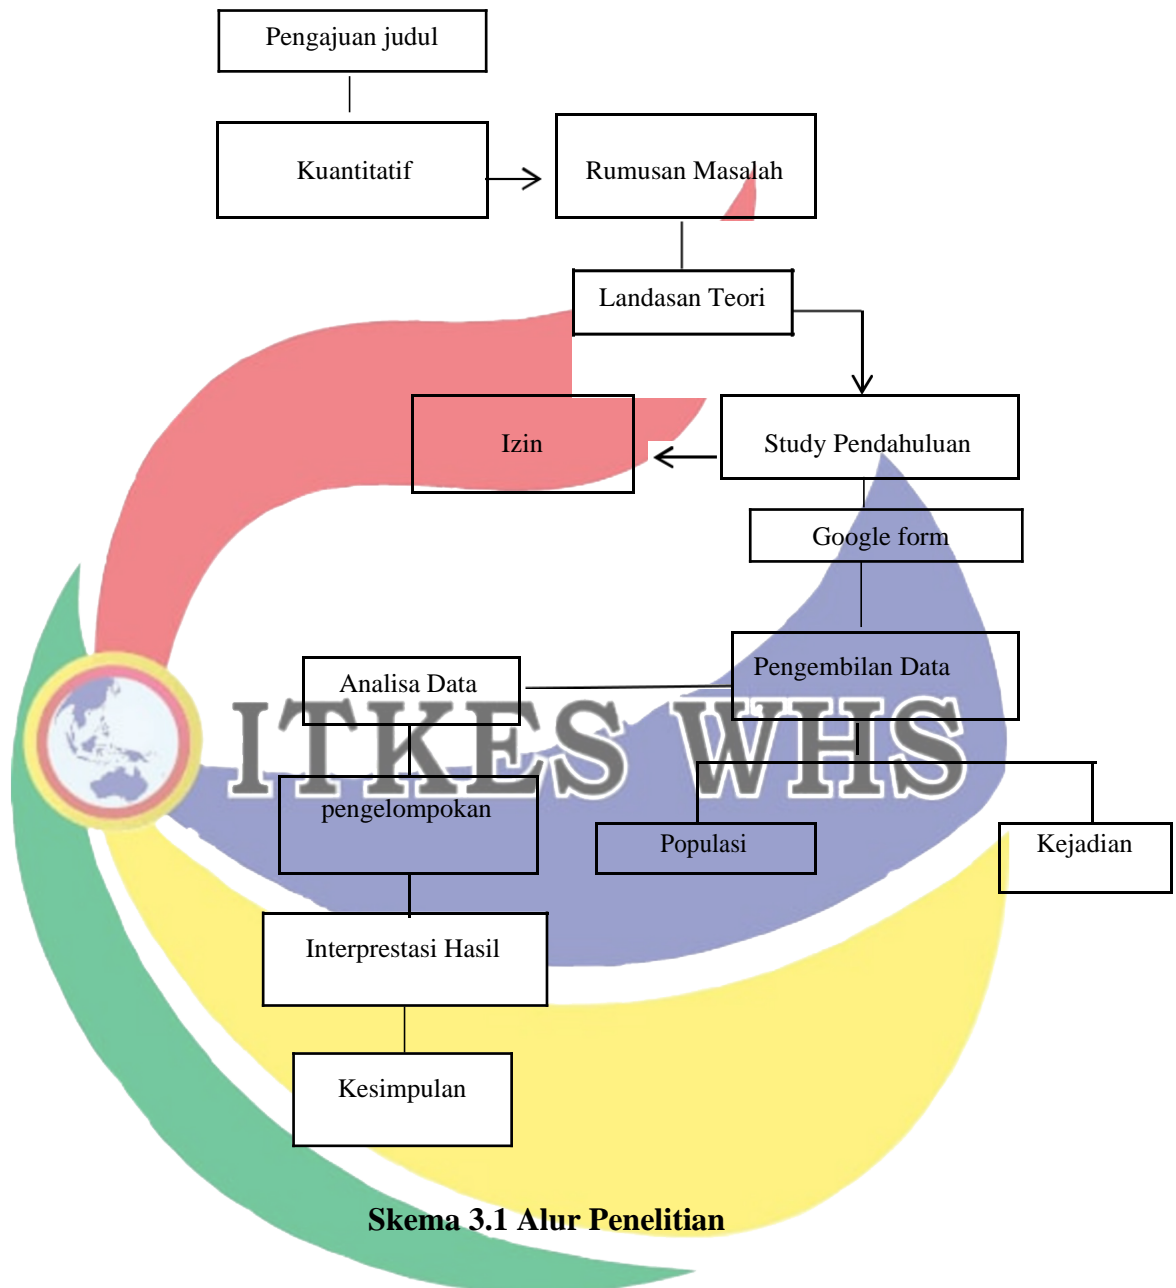 Pengajuan judul
Kuantitatif
Rumusan Masalah
Landasan Teori
Izin
Study Pendahuluan
Google form
Pengembilan Data
Analisa Data
ITKES WHS
pengelompokan
Populasi
Kejadian
Interprestasi Hasil
Kesimpulan
Skema 3.1 Alur Penelitian